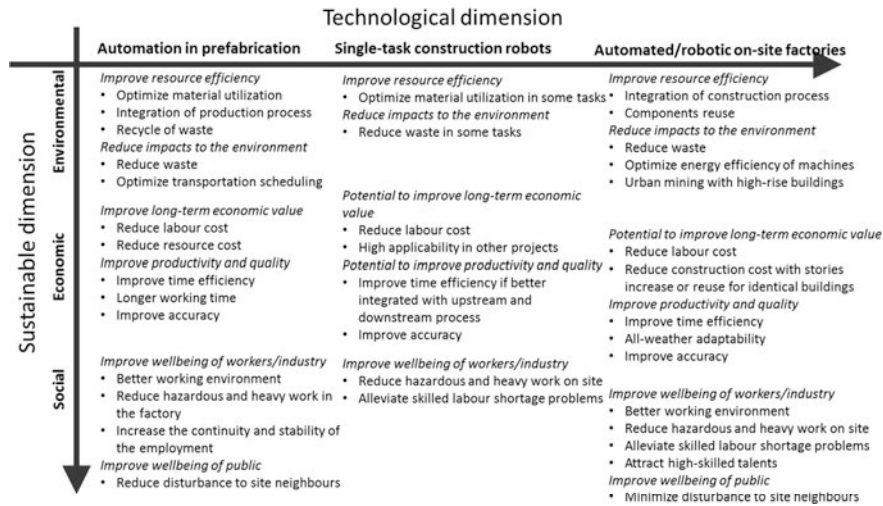 Technological dimension
Sustainable dimension
Automation in prefabrication
Single-task construction robots
Automated/robotic on-site factories
Environmental
Improve resource efficiency
• Optimize material utilization
• Integration of production process
• Recycle of waste
Reduce impacts to the environment
• Reduce waste
• Optimize transportation scheduling
Improve resource efficiency
• Optimize material utilization in some tasks
Reduce impacts to the environment
• Reduce waste in some tasks
Improve resource efficiency
• Integration of construction process
• Components reuse
Reduce impacts to the environment
• Reduce waste
• Optimize energy efficiency of machines
• Urban mining with high-rise buildings
Economic
Improve long-term economic value
• Reduce labour cost
• Reduce resource cost
Improve productivity and quality
• Improve time efficiency
• Longer working time
• Improve accuracy
Potential to improve long-term economic
value
• Reduce labour cost
• High applicability in other projects
Potential to improve productivity and quality
• Improve time efficiency if better
integrated with upstream and
downstream process
• Improve accuracy
Potential to improve long-term economic value
• Reduce labour cost
• Reduce construction cost with stories
increase or reuse for identical buildings
Improve productivity and quality
• Improve time efficiency
• All-weather adaptability
• Improve accuracy
Social
Improve wellbeing of workers/industry
• Better working environment
• Reduce hazardous and heavy work in
the factory
• Increase the continuity and stability of
the employment
Improve wellbeing of public
• Reduce disturbance to site neighbours
Improve wellbeing of workers/industry
• Reduce hazardous and heavy work on site
• Alleviate skilled labour shortage problems
Improve wellbeing of workers/industry
• Better working environment
• Reduce hazardous and heavy work on site
• Alleviate skilled labour shortage problems
• Attract high-skilled talents
Improve wellbeing of public
• Minimize disturbance to site neighbours